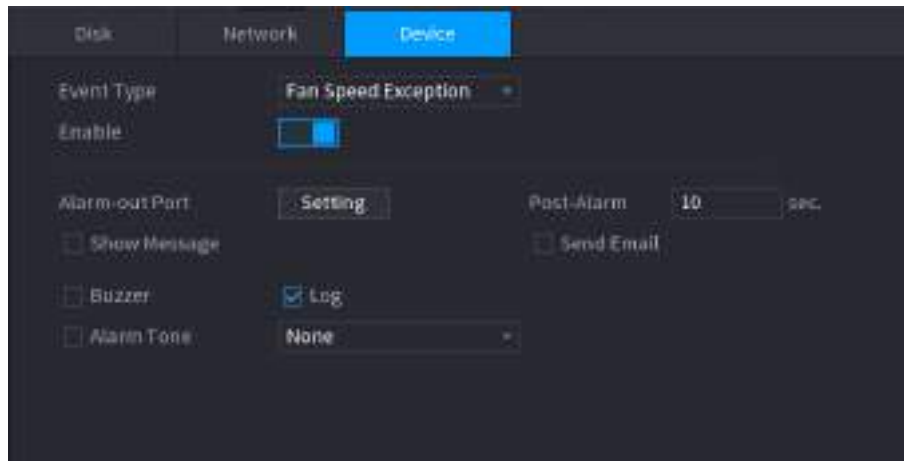 Disk Network Device
Event Type Fan Speed Exception
Enable
Alarm-out Port Setting Post-Alarm 10 sec.
Show Message Send Email
Buzzer Log
Alarm Tone None